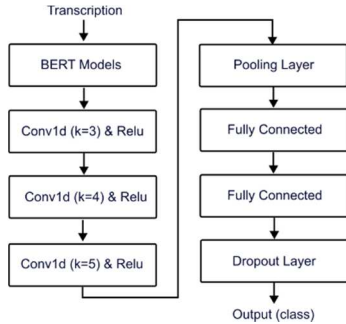 Transcription
BERT Models
Conv1d (k=3) & Relu
Conv1d (k=4) & Relu
Conv1d (k=5) & Relu
Pooling Layer
Fully Connected
Fully Connected
Dropout Layer
Output (class)